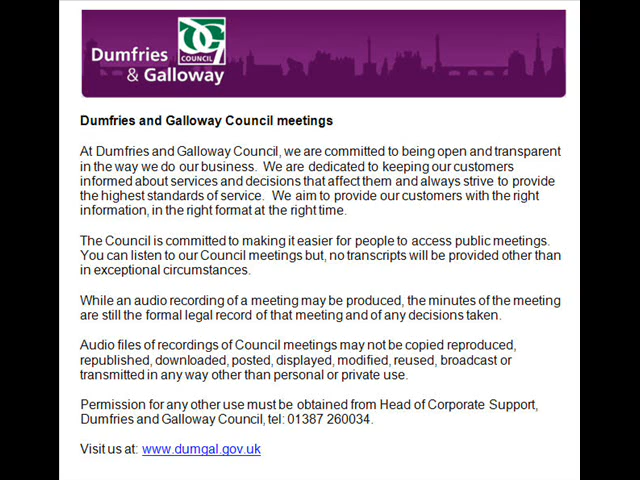 Dumfries
& Galloway
COUNCIL
Dumfries and Galloway Council meetings
At Dumfries and Galloway Council, we are committed to being open and transparent
in the way we do our business.  We are dedicated to keeping our customers
informed about services and decisions that affect them and always strive to provide
the highest standards of service.  We aim to provide our customers with the right
information, in the right format at the right time.
The Council is committed to making it easier for people to access public meetings.
You can listen to our Council meetings but, no transcripts will be provided other than
in exceptional circumstances.
While an audio recording of a meeting may be produced, the minutes of the meeting
are still the formal legal record of that meeting and of any decisions taken.
Audio files of recordings of Council meetings may not be copied reproduced,
republished, downloaded, posted, displayed, modified, reused, broadcast or
transmitted in any way other than personal or private use.
Permission for any other use must be obtained from Head of Corporate Support,
Dumfries and Galloway Council, tel: 01387 260034.
Visit us at: www.dumgal.gov.uk